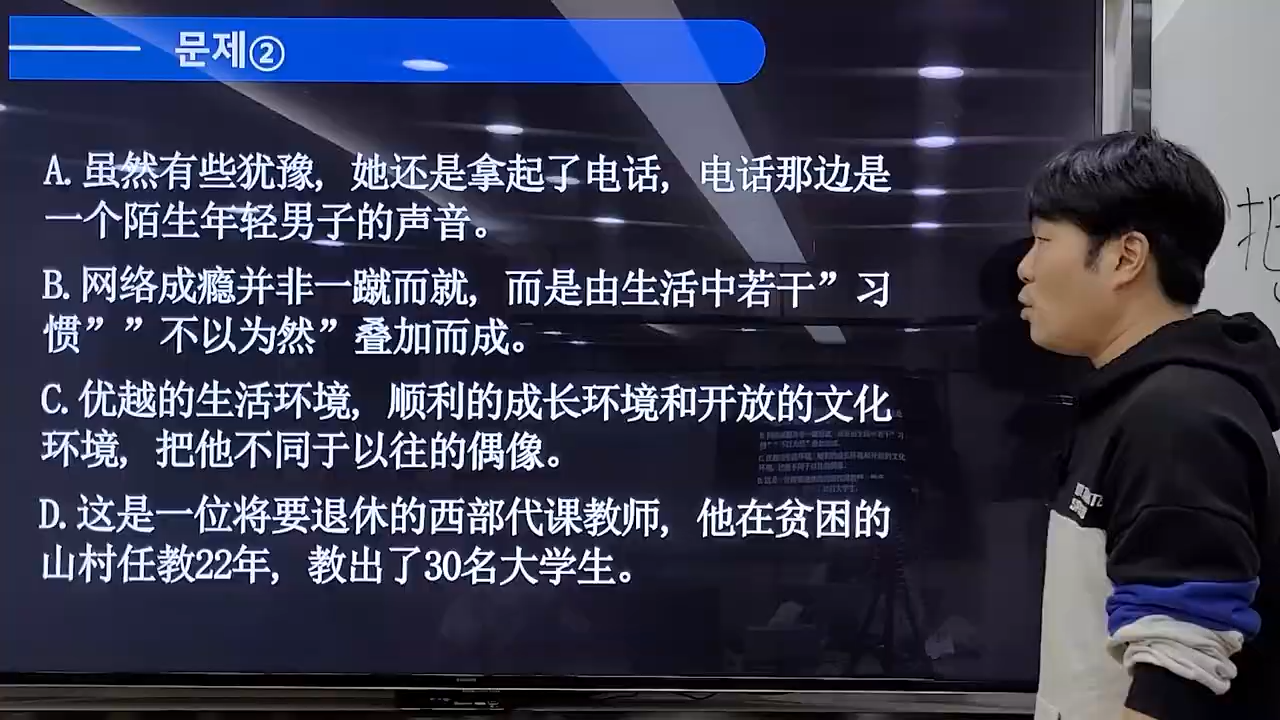 문제②
A. 虽然有些犹豫, 她还是拿起了电话, 电话那边是
一个陌生年轻男子的声音。
B. 网络成瘾并非一蹴而就, 而是由生活中若干”习
惯””不以为然”叠加而成。
C. 优越的生活环境, 顺利的成长环境和开放的文化
环境, 把他不同于以往的偶像。
D. 这是一位将要退休的西部代课教师, 他在贫困的
山村任教22年, 教出了30名大学生。
把